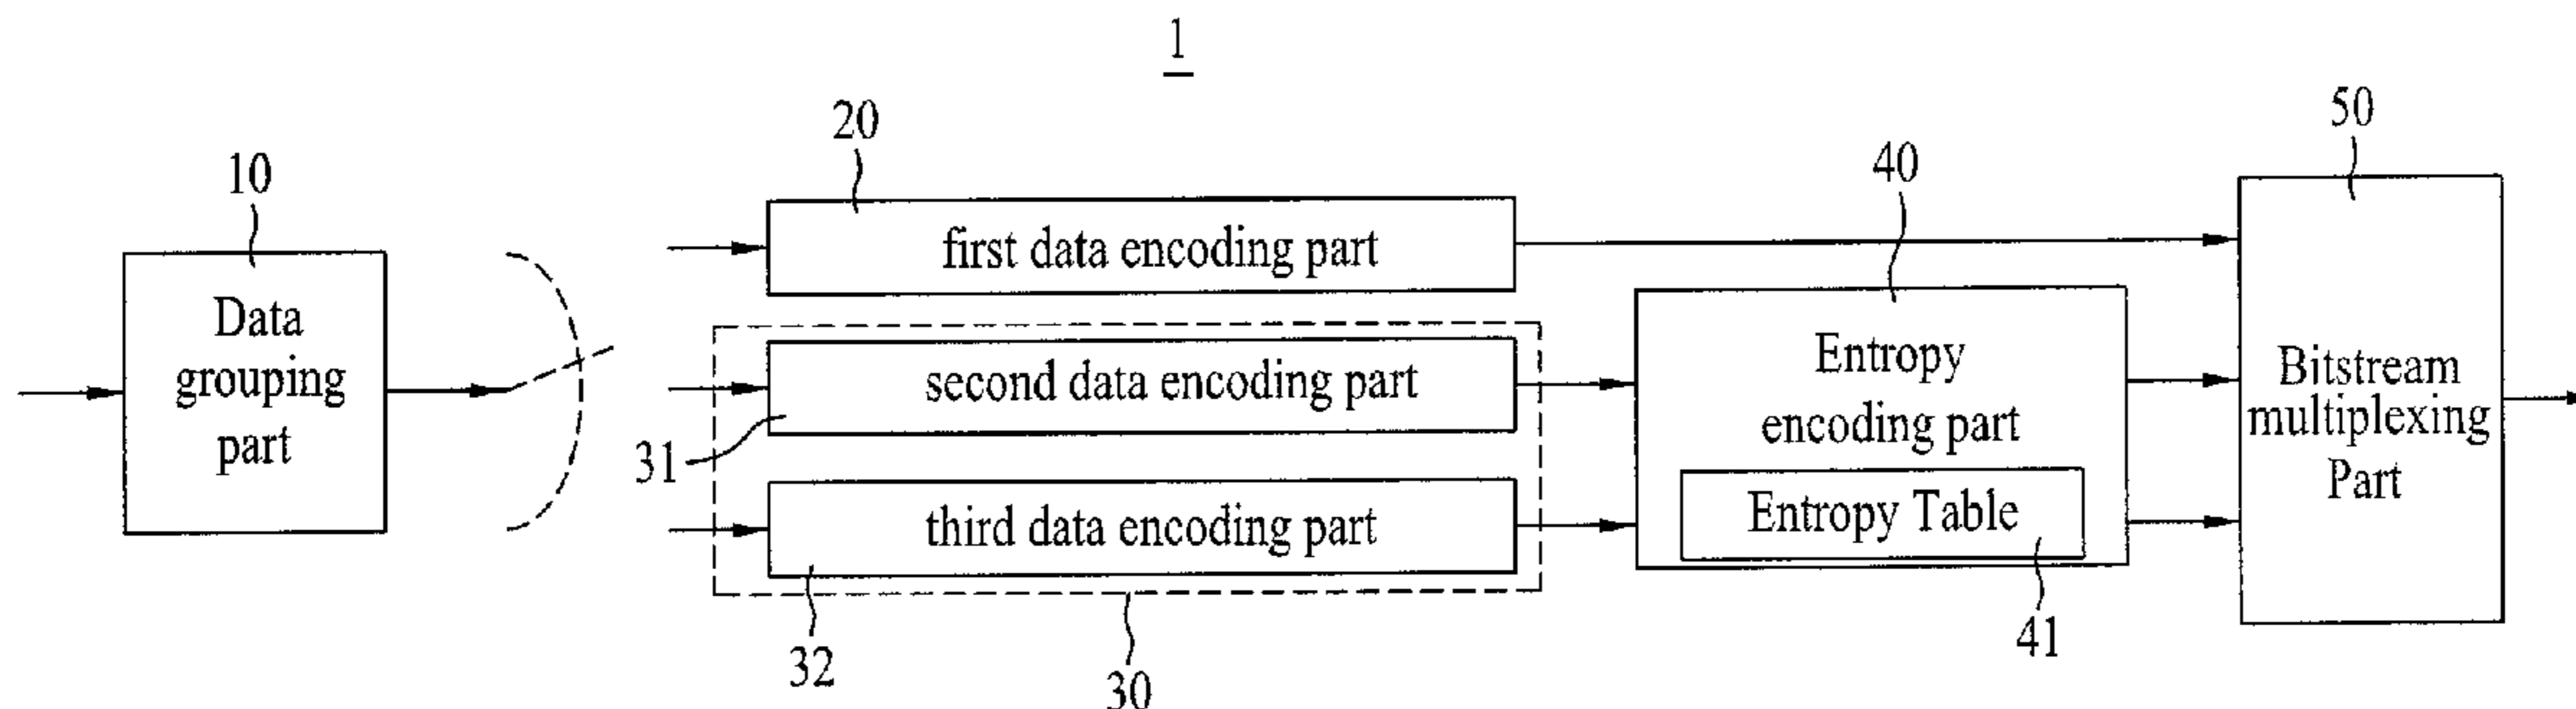 1
20
50
10
40
first data encoding part
Data
grouping
part
second data encoding part
31
third data encoding part
32
30
Entropy
encoding part
Entropy Table
41
Bitstream
multiplexing
Part